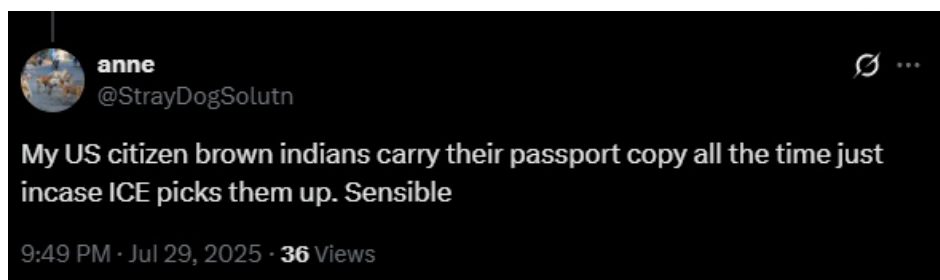 anne
@StrayDogSolutn
My US citizen brown indians carry their passport copy all the time just
incase ICE picks them up. Sensible
9:49 PM · Jul 29, 2025 · 36 Views